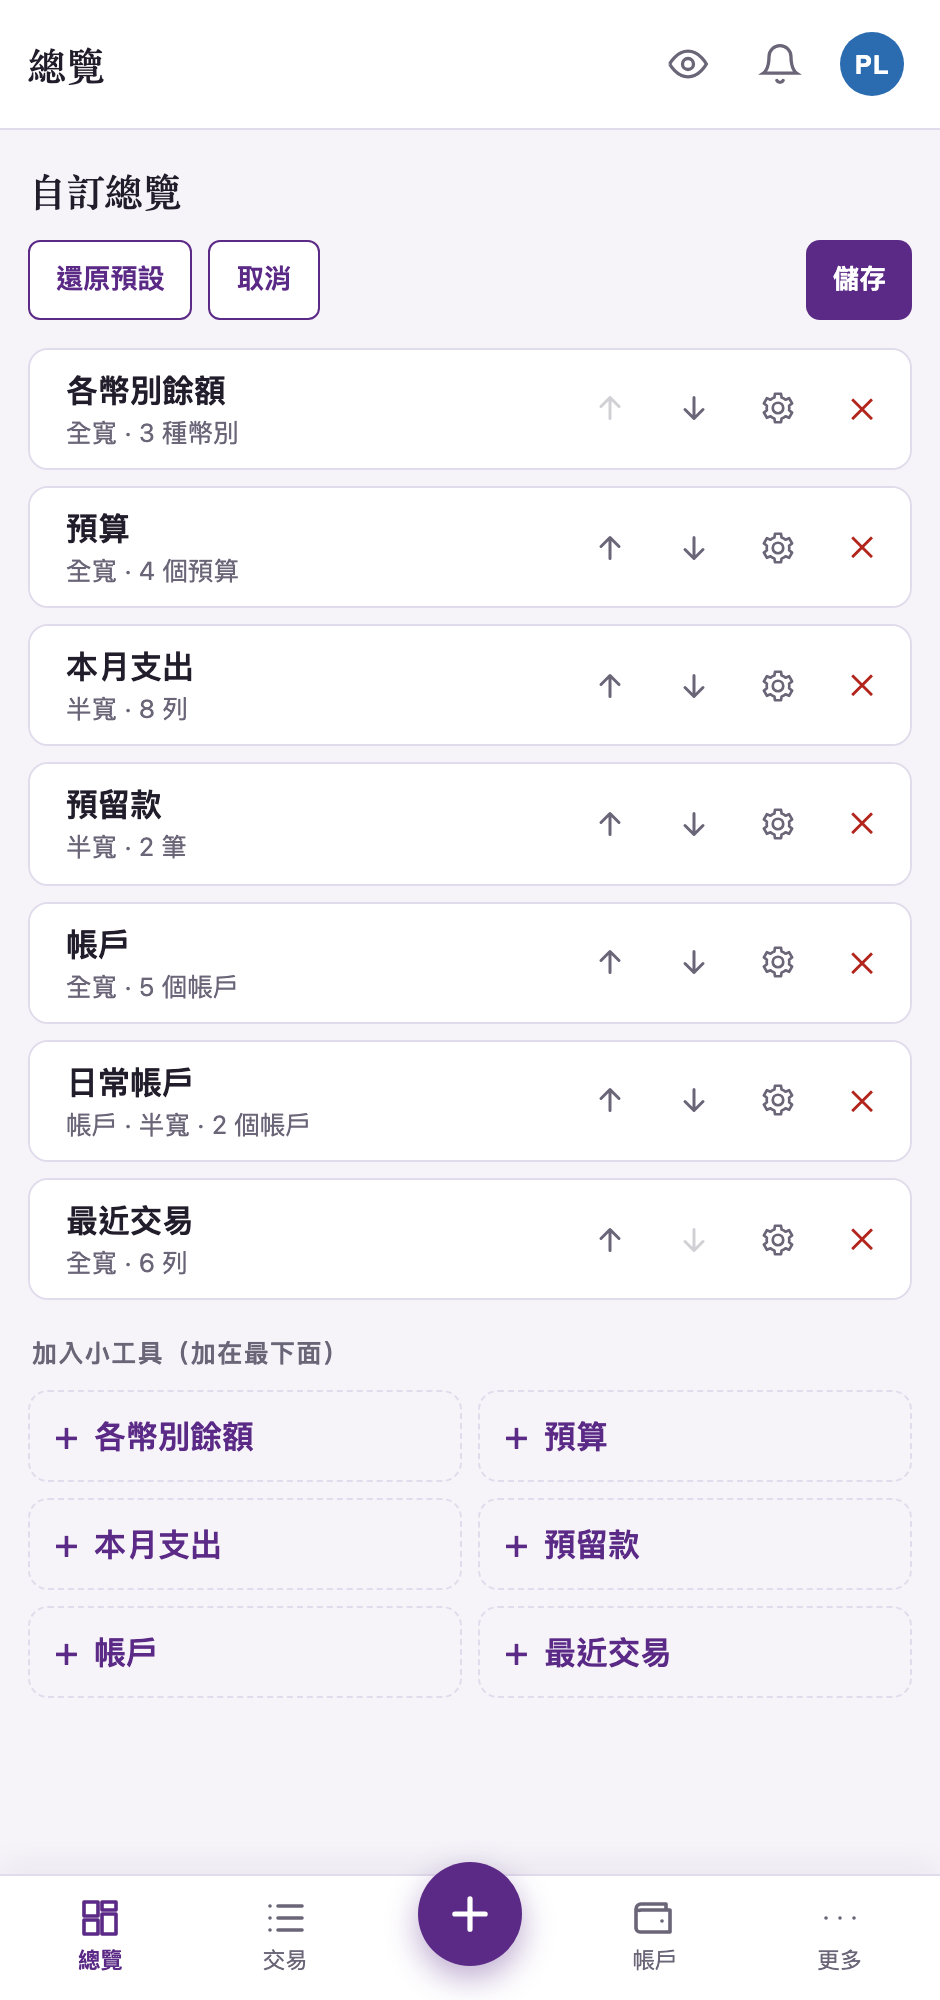 總覽
PL
自訂總覽
還原預設
取消
儲存
各幣別餘額
全寬 · 3 種幣別
預算
全寬 · 4 個預算
本月支出
半寬 · 8 列
預留款
半寬 · 2 筆
帳戶
全寬 · 5 個帳戶
日常帳戶
帳戶 · 半寬 · 2 個帳戶
最近交易
全寬 · 6 列
加入小工具（加在最下面）
+ 各幣別餘額
+ 預算
+ 本月支出
+ 預留款
+ 帳戶
+ 最近交易
總覽
交易
帳戶
更多